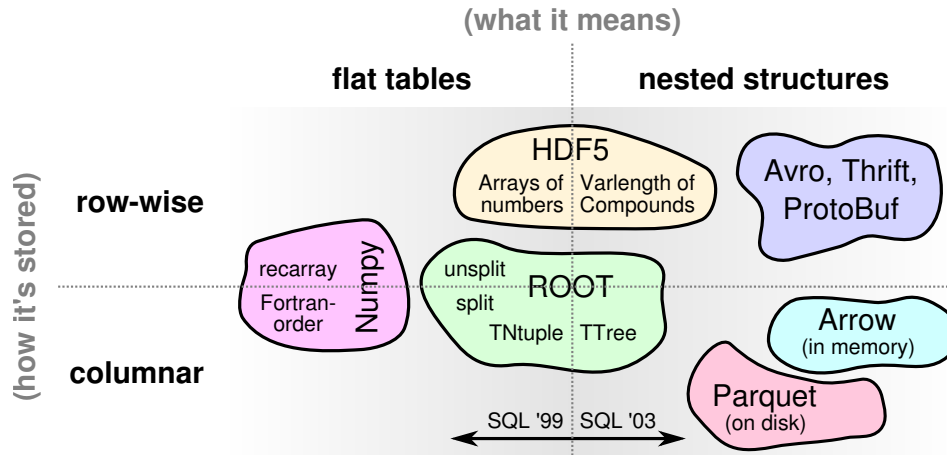 (what it means)
flat tables
nested structures
(how it's stored)
row-wise
HDF5
Arrays of
numbers
Varlength of
Compounds
Avro, Thrift,
ProtoBuf
recarray
Fortran-
order
Numpy
unsplit
split
ROOT
TNtuple
TTree
columnar
Arrow
(in memory)
Parquet
(on disk)
SQL '99
SQL '03